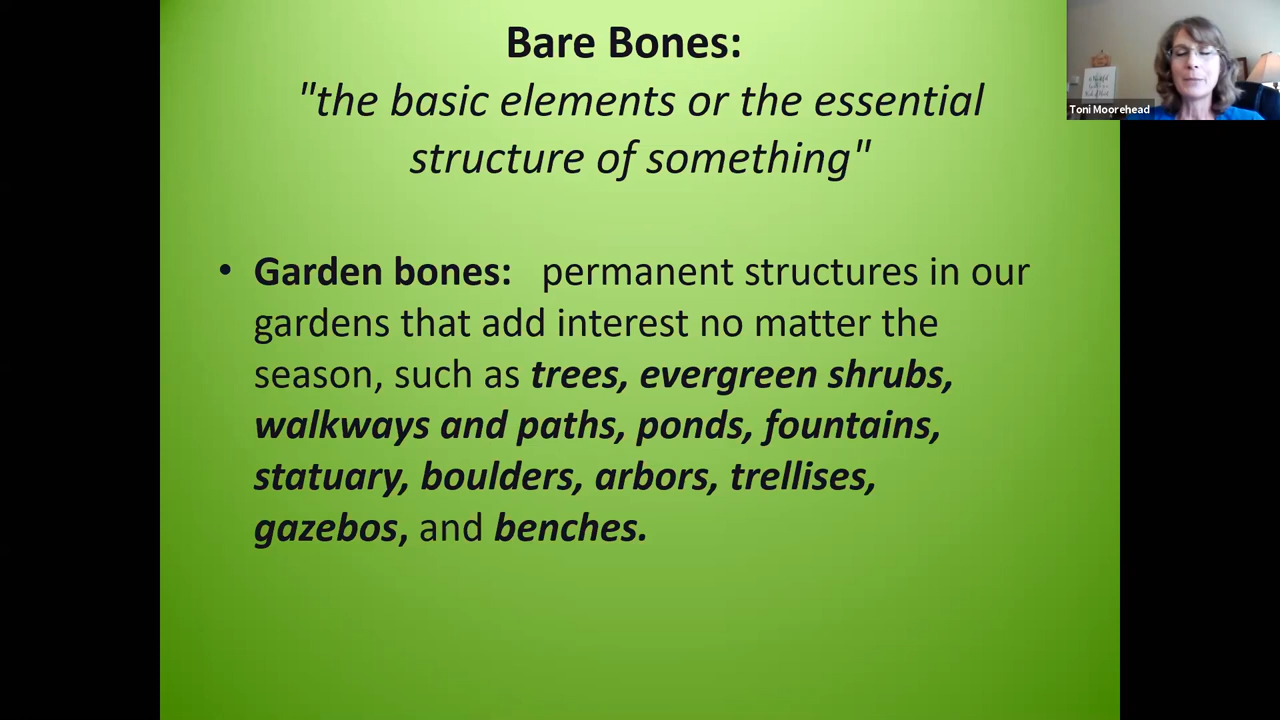 Bare Bones:
"the basic elements or the essential
structure of something"
• Garden bones: permanent structures in our
gardens that add interest no matter the
season, such as trees, evergreen shrubs,
walkways and paths, ponds, fountains,
statuary, boulders, arbors, trellises,
gazebos, and benches.
Toni Moorehead